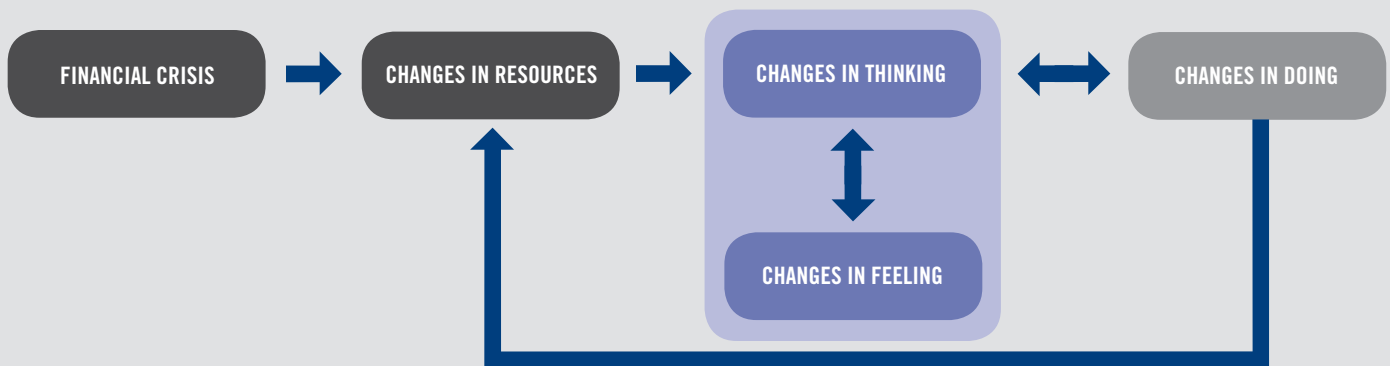 FINANCIAL CRISIS
CHANGES IN RESOURCES
CHANGES IN THINKING
CHANGES IN DOING
CHANGES IN FEELING